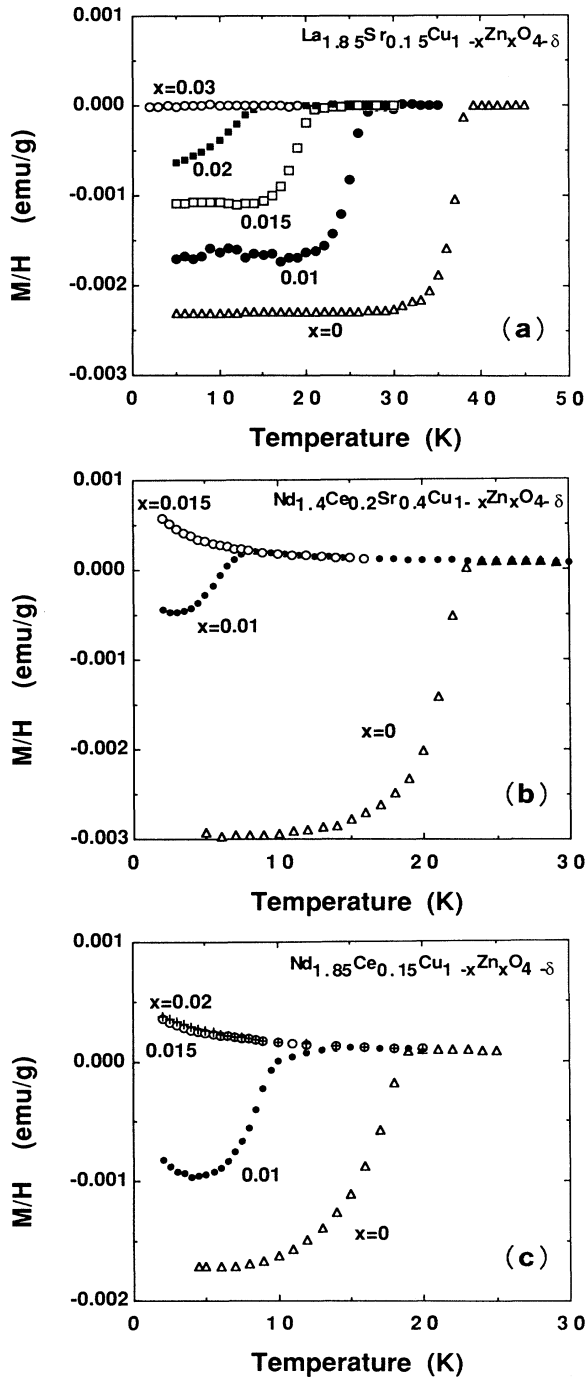 La1.85Sr0.15Cu1-xZnxO4-δ
0.001
x=0.03
0.000
0.02
-0.001
0.015
0.01
-0.002
x=0
(a)
-0.003
0 10 20 30 40 50
M/H (emu/g)
Temperature (K)
0.001
x=0.015
Nd1.4Ce0.2Sr0.4Cu1-xZnxO4-δ
0.000
x=0.01
-0.001
x=0
-0.002
(b)
-0.003
0 10 20 30
M/H (emu/g)
Temperature (K)
0.001
Nd1.85Ce0.15Cu1-xZnxO4-δ
x=0.02
0.015
0.000
0.01
-0.001
x=0
(c)
-0.002
0 10 20 30
M/H (emu/g)
Temperature (K)